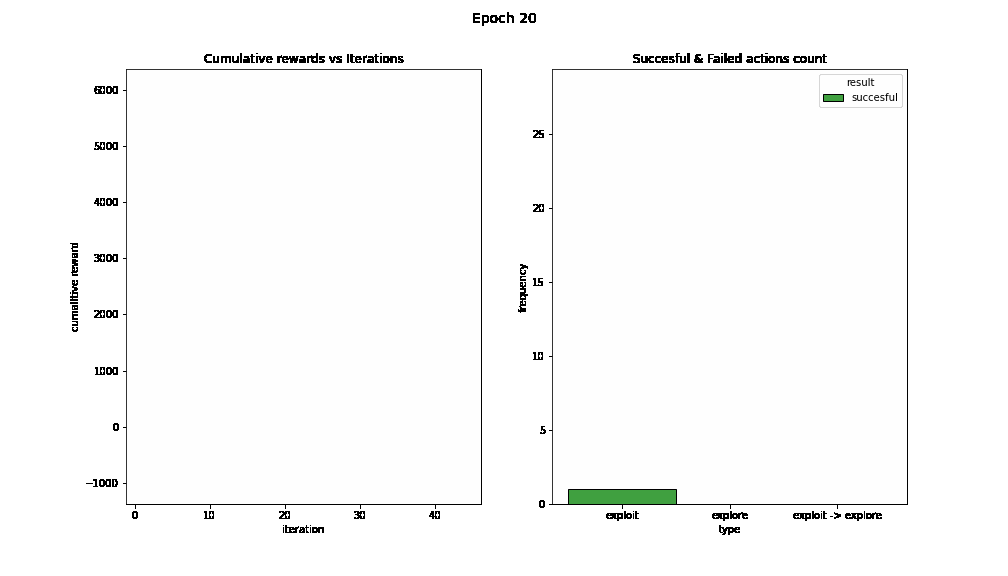 Epoch 20
Cumulative rewards vs Iterations
6000
5000
4000
3000
2000
1000
0
−1000
cumalitive reward
0 10 20 30 40
iteration
Succesful & Failed actions count
result
succesful
25
20
15
10
5
0
frequency
exploit explore exploit -> explore
type